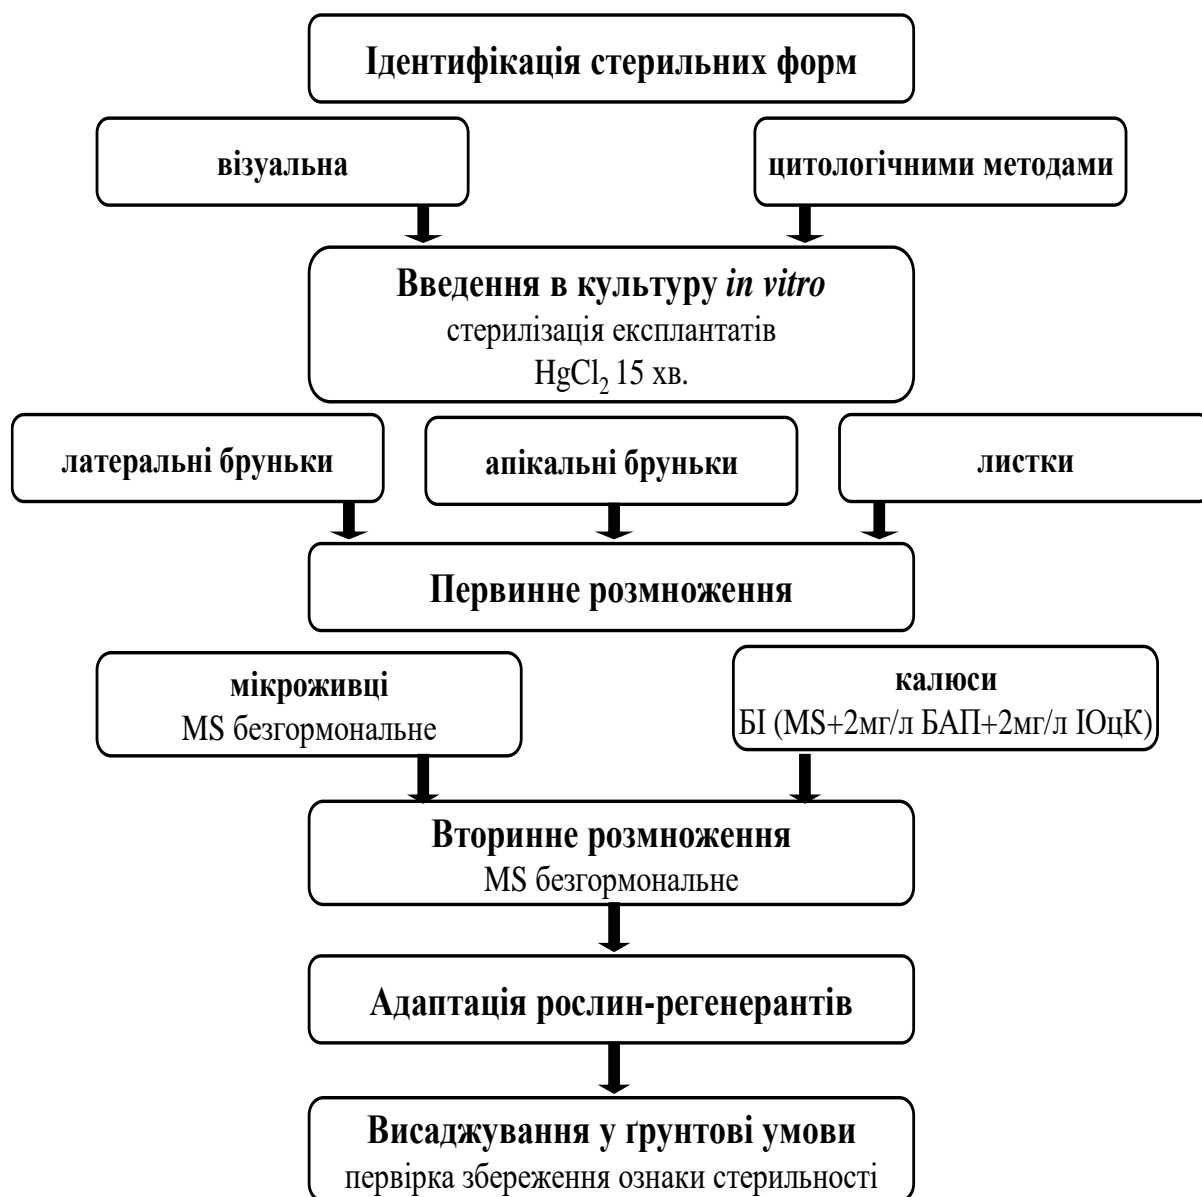 Ідентифікація стерильних форм
візуальна
цитологічними методами
Введення в культуру in vitro
стерилізація експлантатів
HgCl₂ 15 хв.
латеральні бруньки
апікальні бруньки
листки
Первинне розмноження
мікроживці
MS безгормональне
калюси
БІ (MS+2мг/л БАП+2мг/л ІОцК)
Вторинне розмноження
MS безгормональне
Адаптація рослин-регенерантів
Висаджування у ґрунтові умови
первірка збереження ознаки стерильності